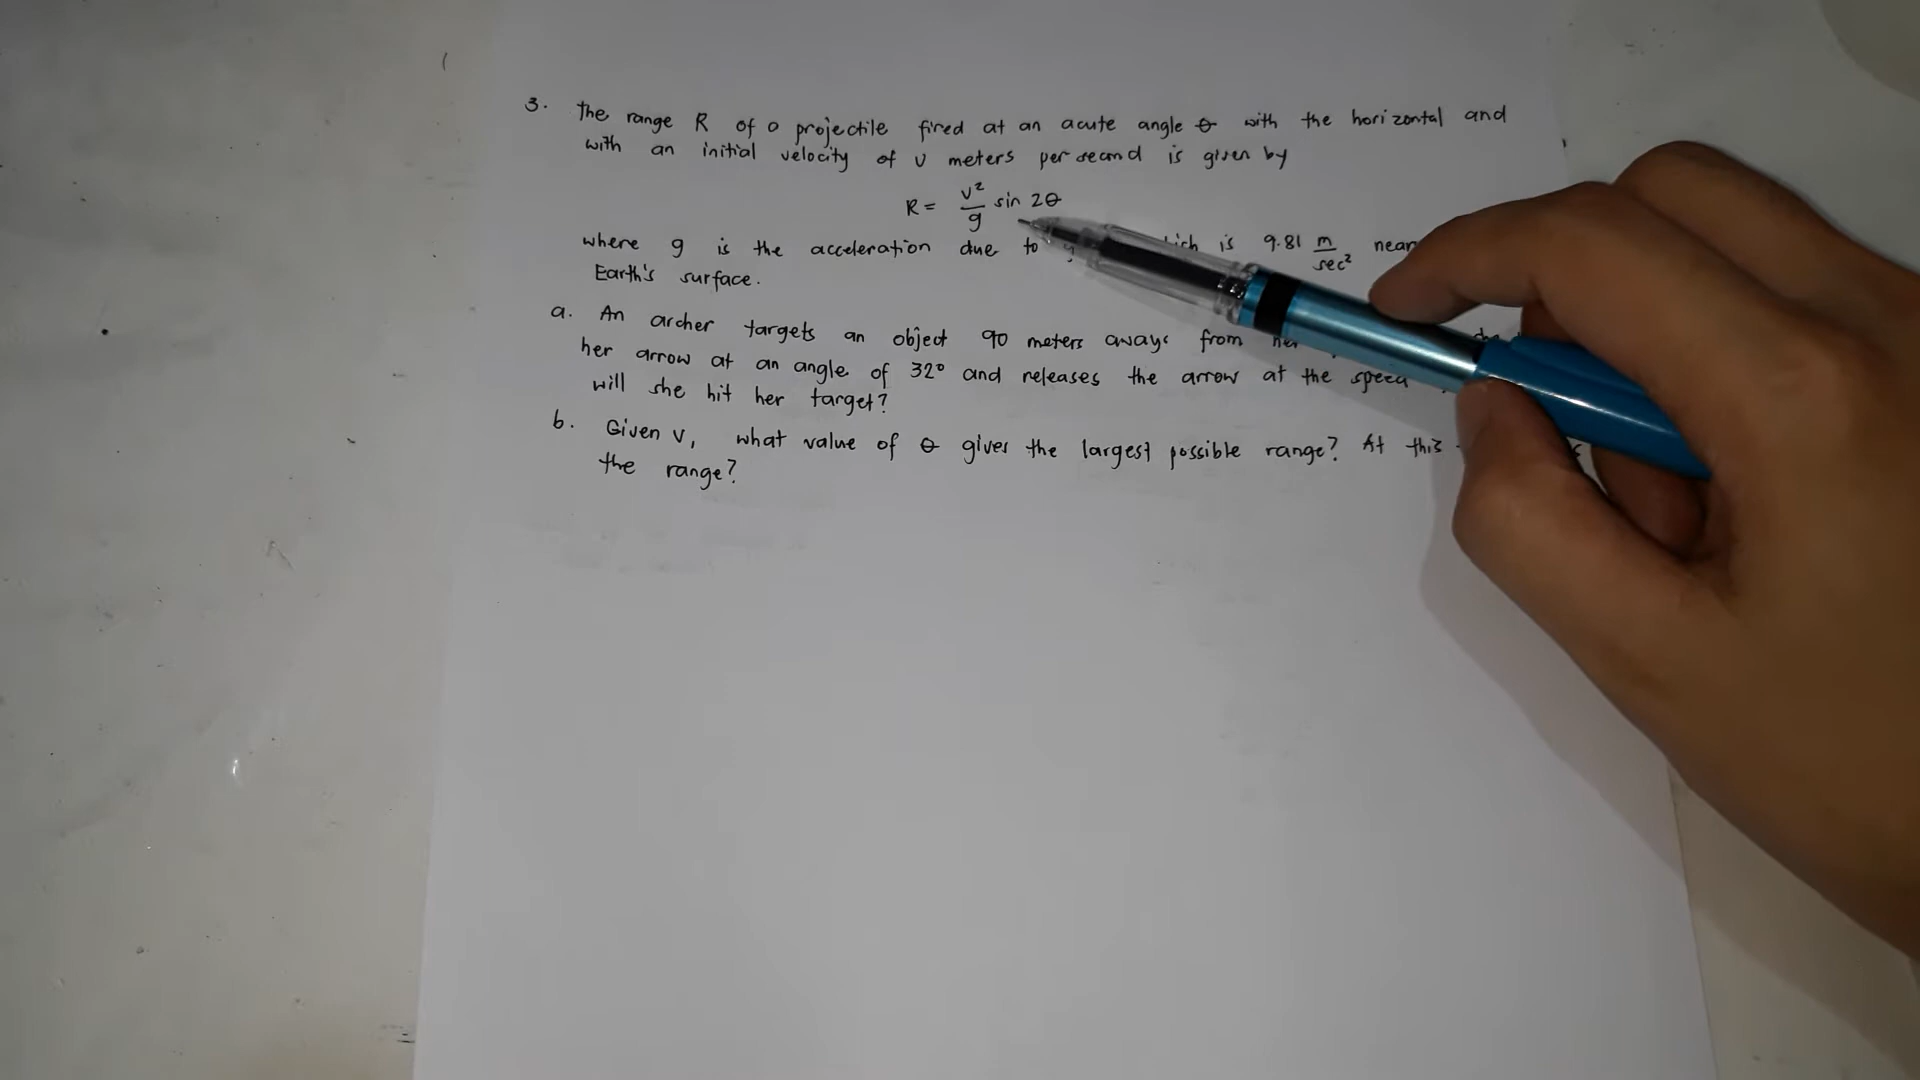 3. the range R of a projectile fired at an acute angle θ with the horizontal and
with an initial velocity of v meters per second is given by
R = v²/g sin 2θ
where g is the acceleration due to is 9.81 m/sec² near
Earth's surface.
a. An archer targets an object 90 meters aways from
her arrow at an angle of 32° and releases the arrow at the speed
will she hit her target?
b. Given v, what value of θ gives the largest possible range? At this
the range?